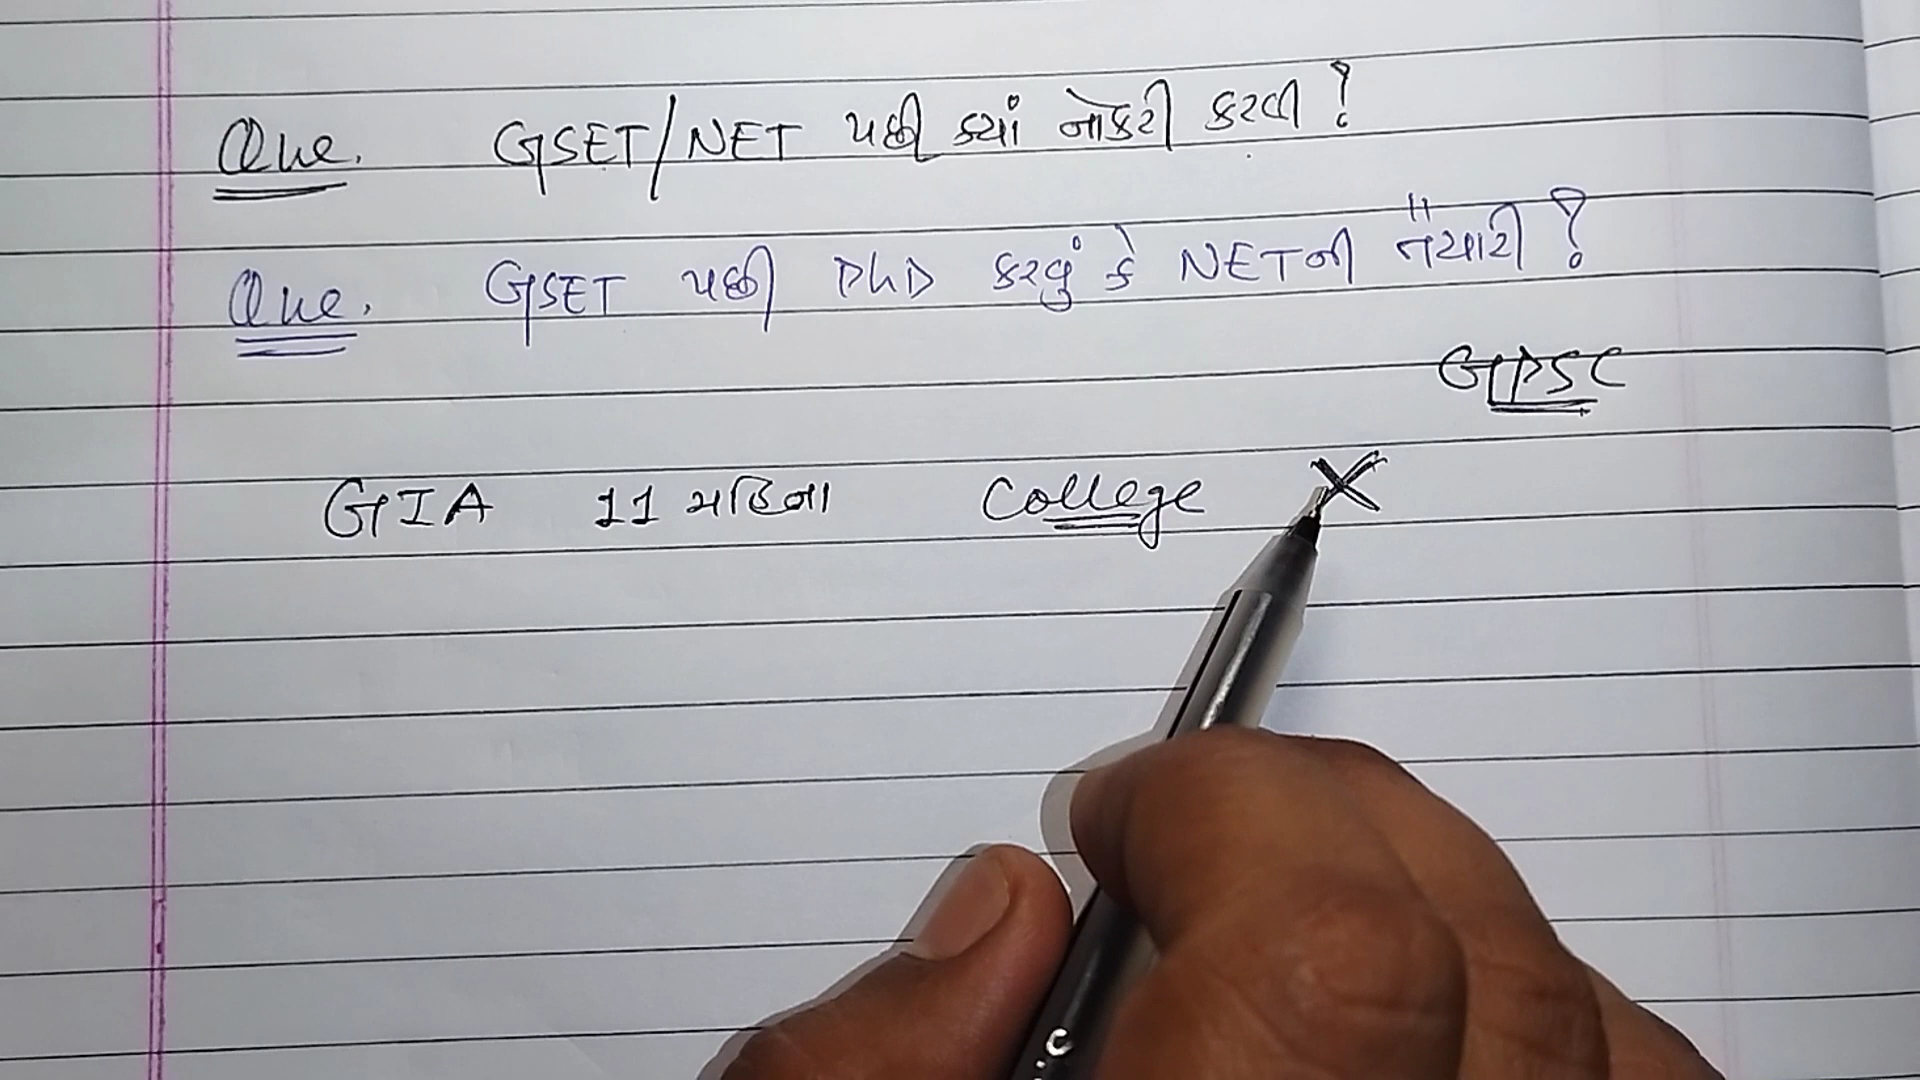 Que. GSET/NET પછી ક્યાં નોકરી કરવી ?
Que. GSET પછી PhD કરવું કે NETની તૈયારી ?
GPSC
GIA 11 મહિના College X